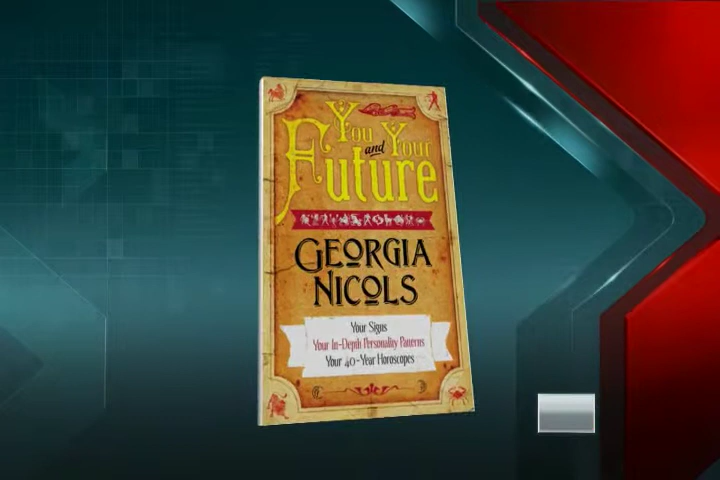 You
and Your
Future
GEORGIA
NICOLS
Your Signs
Your In-Depth Personality Patterns
Your 40-Year Horoscopes